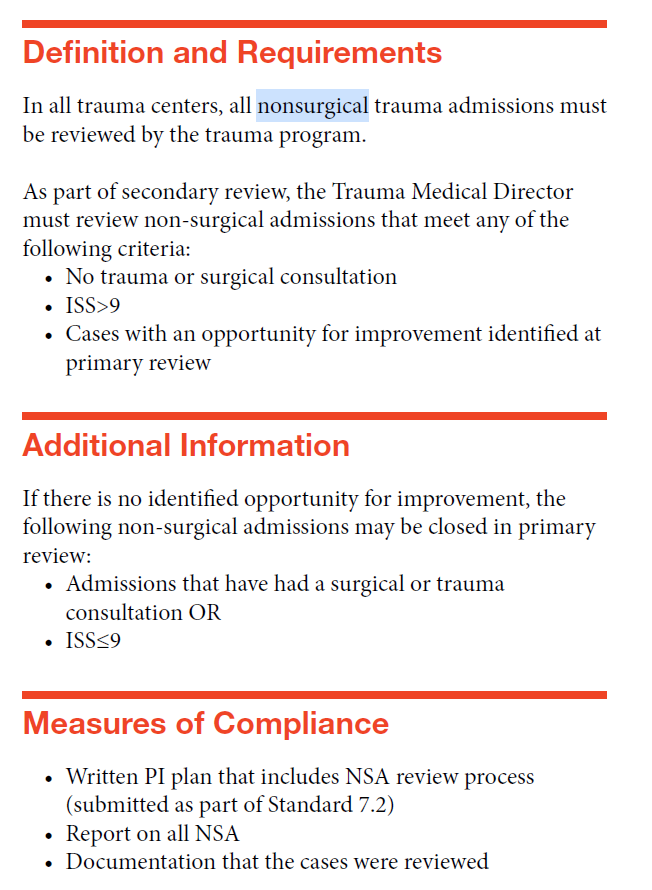 Definition and Requirements
In all trauma centers, all nonsurgical trauma admissions must
be reviewed by the trauma program.
As part of secondary review, the Trauma Medical Director
must review non-surgical admissions that meet any of the
following criteria:
• No trauma or surgical consultation
• ISS>9
• Cases with an opportunity for improvement identified at
primary review
Additional Information
If there is no identified opportunity for improvement, the
following non-surgical admissions may be closed in primary
review:
• Admissions that have had a surgical or trauma
consultation OR
• ISS≤9
Measures of Compliance
• Written PI plan that includes NSA review process
(submitted as part of Standard 7.2)
• Report on all NSA
• Documentation that the cases were reviewed